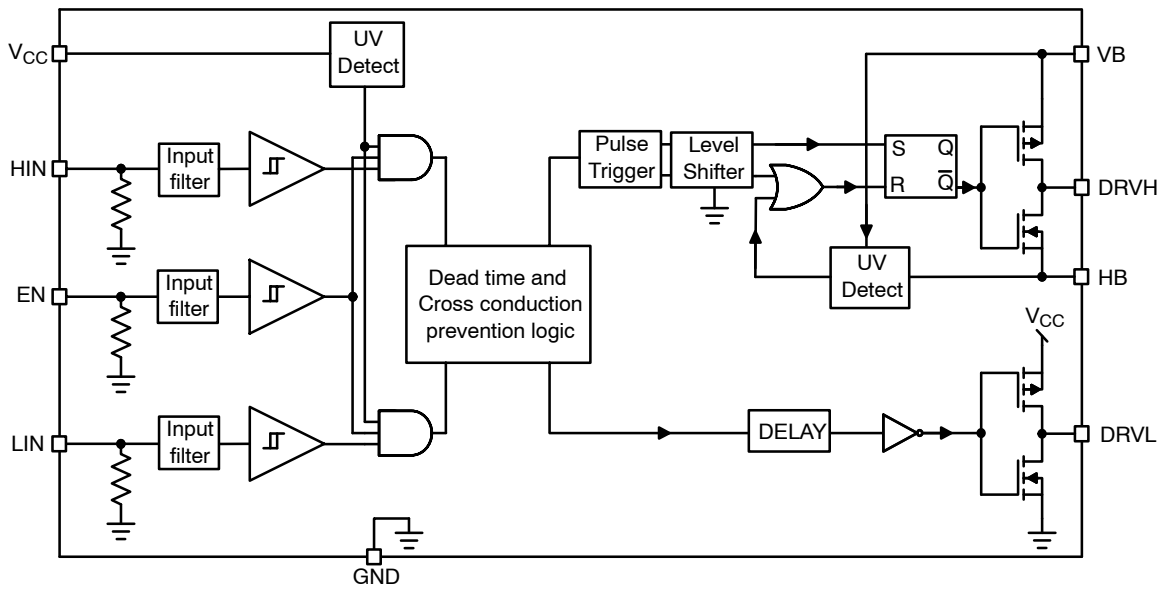 UV
Detect
VCC
VB
HIN
Input
filter
Pulse
Trigger
Level
Shifter
S Q
R Q̅
DRVH
EN
Input
filter
Dead time and
Cross conduction
prevention logic
UV
Detect
HB
VCC
LIN
Input
filter
DELAY
DRVL
GND